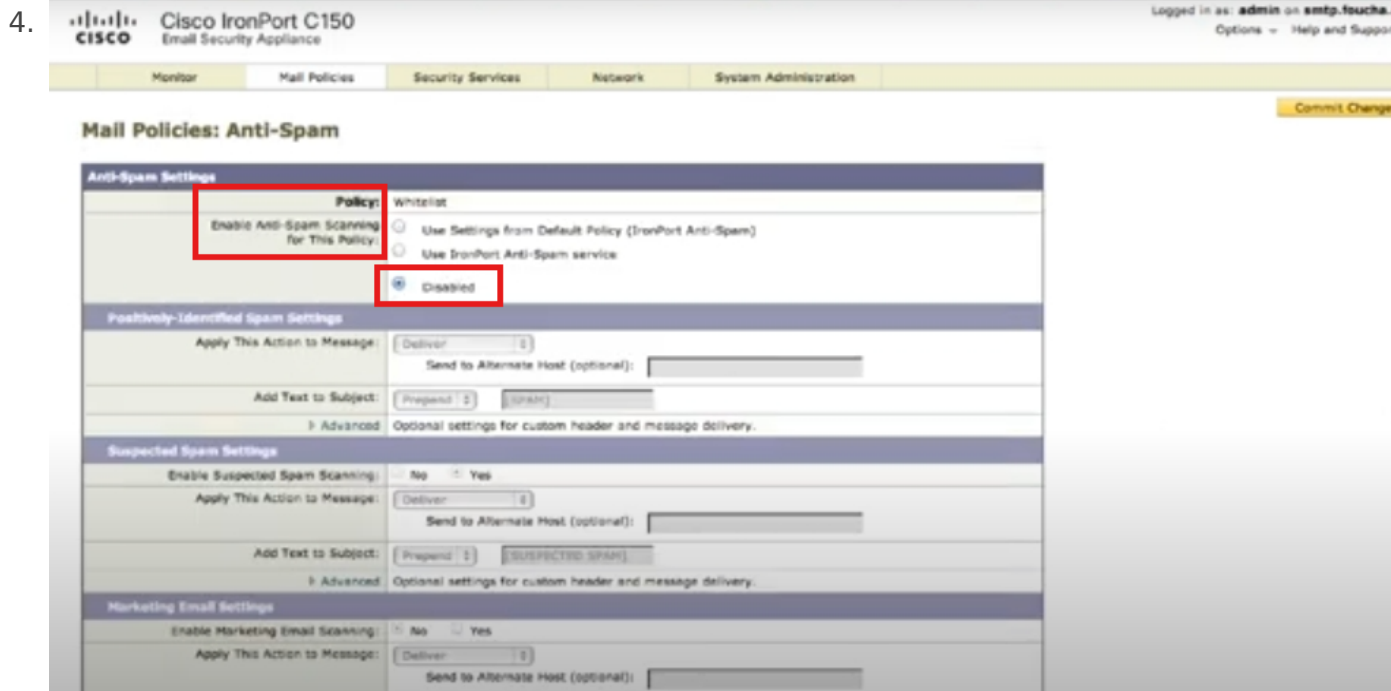 4.
CISCO
Cisco IronPort C150
Email Security Appliance
Logged in as: admin on smtp.foucha.
Options Help and Suppor
Monitor Mail Policies Security Services Network System Administration
Commit Change
Mail Policies: Anti-Spam
Anti-Spam Settings
Policy: Whitelist
Enable Anti-Spam Scanning
for This Policy:
Use Settings from Default Policy (IronPort Anti-Spam)
Use IronPort Anti-Spam service
Disabled
Positively-Identified Spam Settings
Apply This Action to Message: Deliver
Send to Alternate Host (optional):
Add Text to Subject: Prepend [SPAM]
Advanced Optional settings for custom header and message delivery.
Suspected Spam Settings
Enable Suspected Spam Scanning: No Yes
Apply This Action to Message: Deliver
Send to Alternate Host (optional):
Add Text to Subject: Prepend [SUSPECTED SPAM]
Advanced Optional settings for custom header and message delivery.
Marketing Email Settings
Enable Marketing Email Scanning: No Yes
Apply This Action to Message: Deliver
Send to Alternate Host (optional):